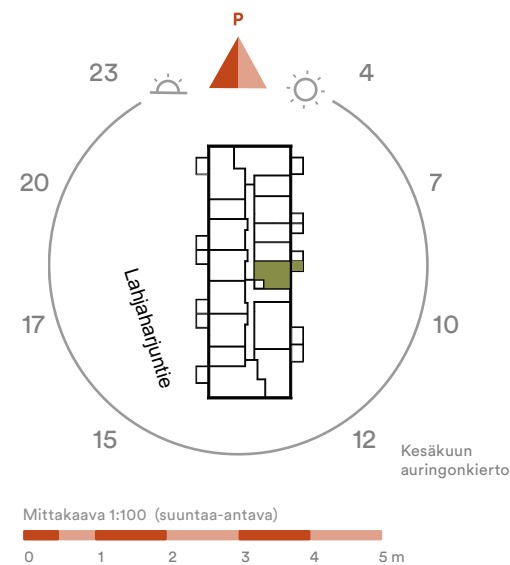 P
23
4
20
7
Lahjaharjuntie
17
10
15
12
Kesäkuun
auringonkierto
Mittakaava 1:100 (suuntaa-antava)
0 1 2 3 4 5 m